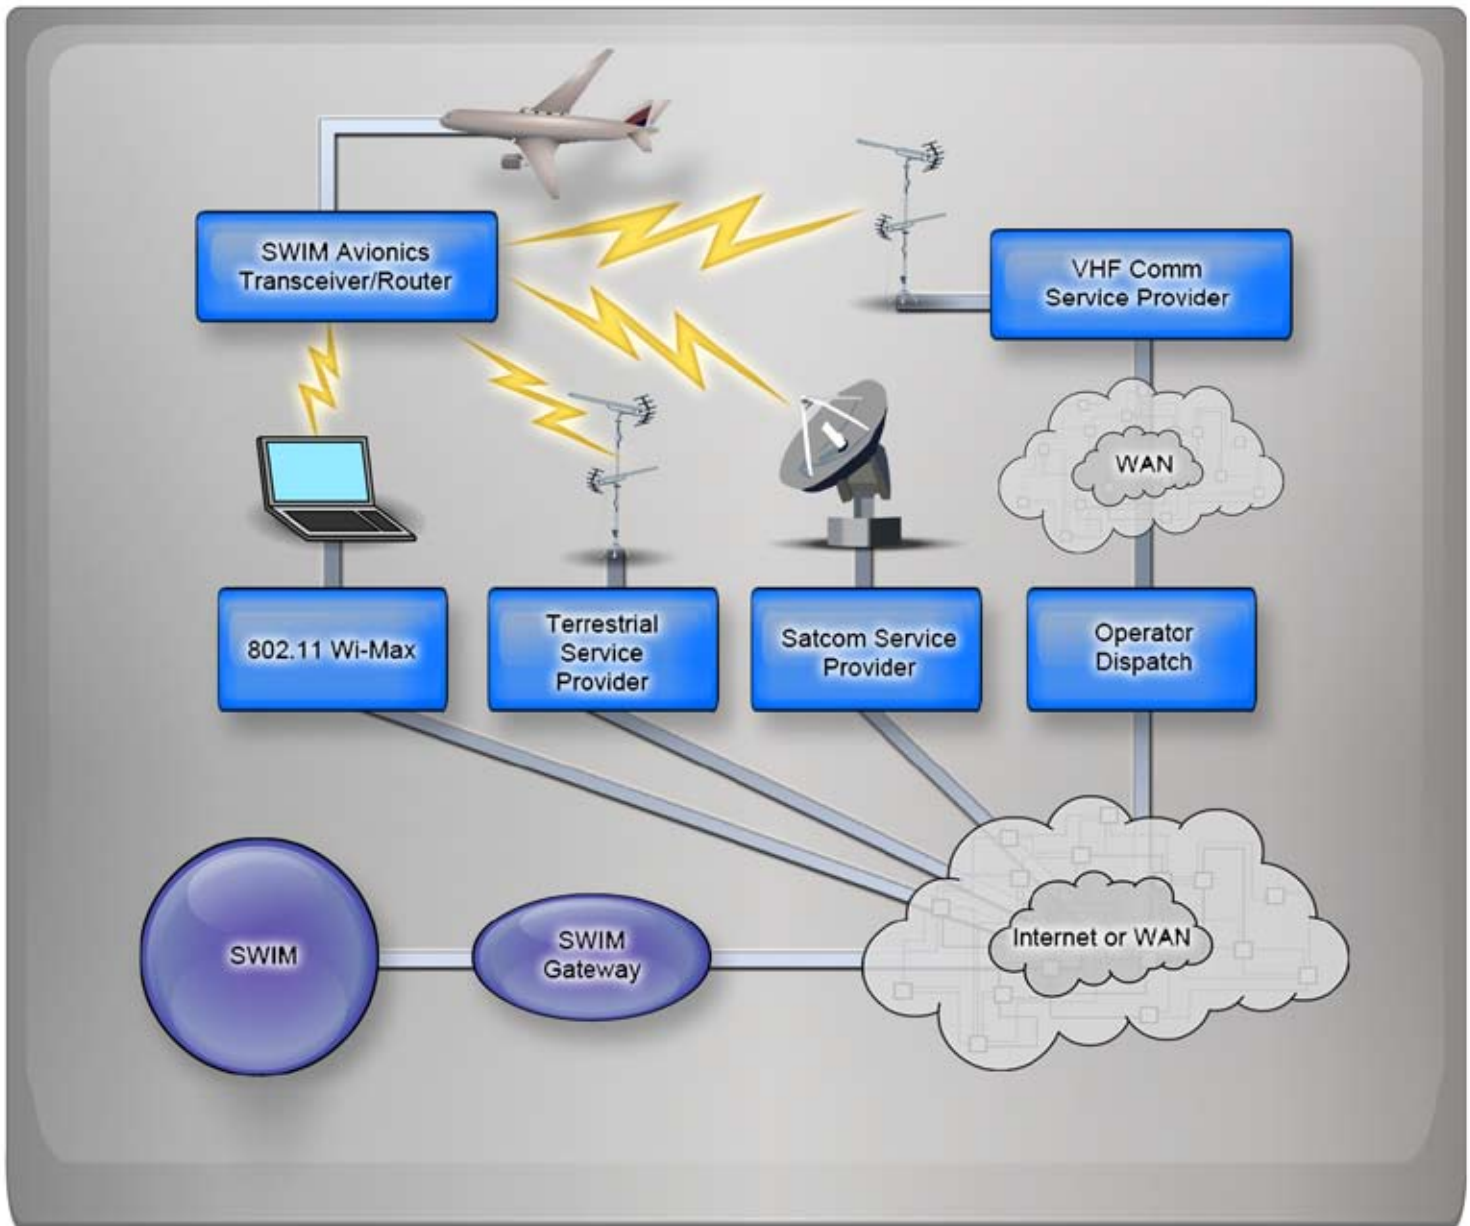 SWIM Avionics
Transceiver/Router
VHF Comm
Service Provider
WAN
802.11 Wi-Max
Terrestrial
Service
Provider
Satcom Service
Provider
Operator
Dispatch
SWIM
SWIM
Gateway
Internet or WAN